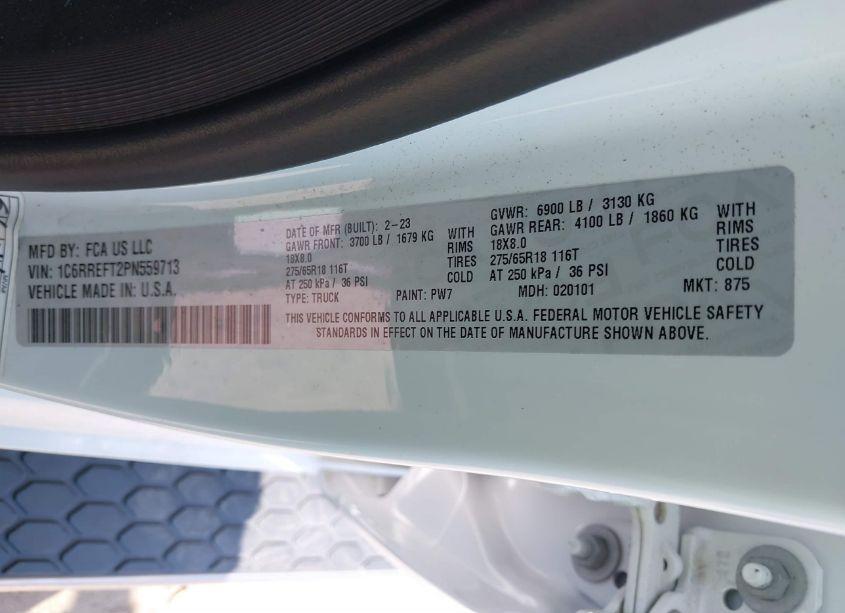 MFD BY: FCA US LLC
VIN: 1C6RREFT2PN559713
VEHICLE MADE IN: U.S.A.
DATE OF MFR (BUILT): 2-23
GAWR FRONT: 3700 LB / 1679 KG WITH
18X8.0 RIMS
275/65R18 116T TIRES
AT 250 kPa / 36 PSI COLD
TYPE: TRUCK PAINT: PW7
GVWR: 6900 LB / 3130 KG
GAWR REAR: 4100 LB / 1860 KG WITH
18X8.0 RIMS
275/65R18 116T TIRES
AT 250 kPa / 36 PSI COLD
MDH: 020101 MKT: 875
THIS VEHICLE CONFORMS TO ALL APPLICABLE U.S.A. FEDERAL MOTOR VEHICLE SAFETY
STANDARDS IN EFFECT ON THE DATE OF MANUFACTURE SHOWN ABOVE.